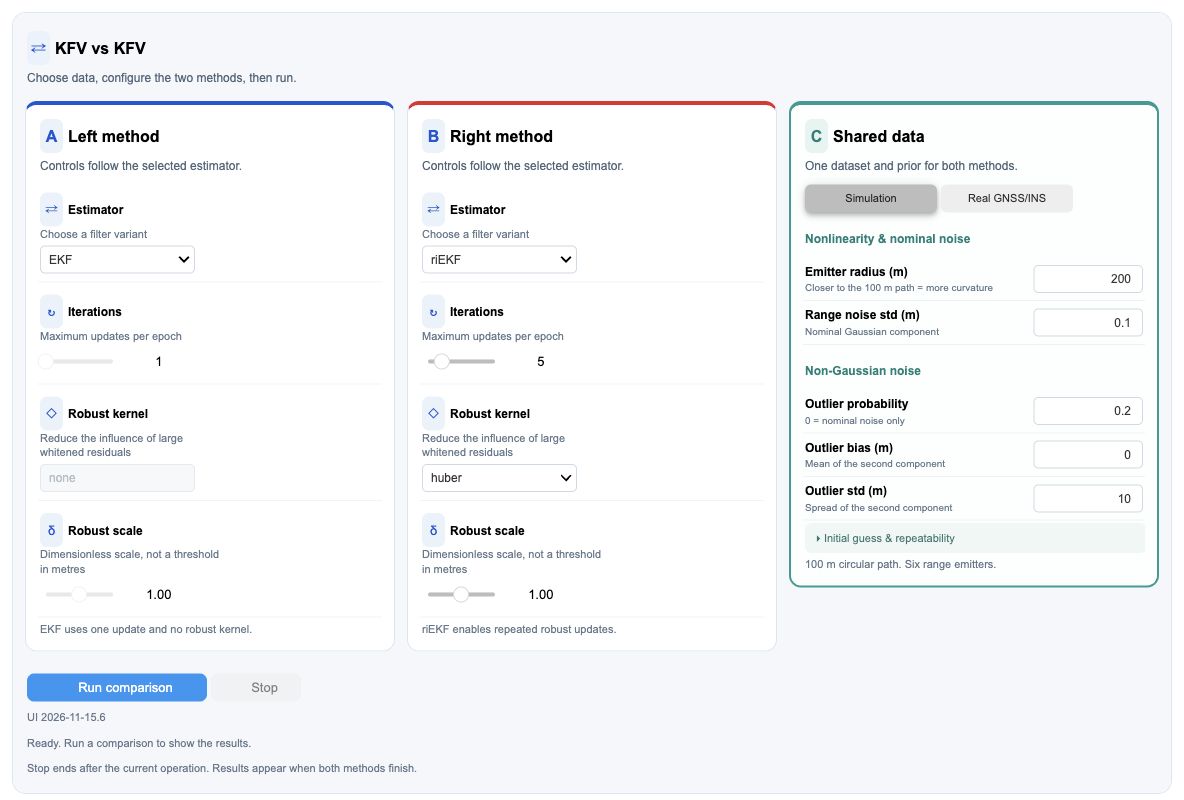 ⇄ KFV vs KFV
Choose data, configure the two methods, then run.
A Left method
Controls follow the selected estimator.
⇄ Estimator
Choose a filter variant
EKF
↻ Iterations
Maximum updates per epoch
1
◇ Robust kernel
Reduce the influence of large
whitened residuals
none
δ Robust scale
Dimensionless scale, not a threshold
in metres
1.00
EKF uses one update and no robust kernel.
B Right method
Controls follow the selected estimator.
⇄ Estimator
Choose a filter variant
riEKF
↻ Iterations
Maximum updates per epoch
5
◇ Robust kernel
Reduce the influence of large
whitened residuals
huber
δ Robust scale
Dimensionless scale, not a threshold
in metres
1.00
riEKF enables repeated robust updates.
C Shared data
One dataset and prior for both methods.
Simulation Real GNSS/INS
Nonlinearity & nominal noise
Emitter radius (m) 200
Closer to the 100 m path = more curvature
Range noise std (m) 0.1
Nominal Gaussian component
Non-Gaussian noise
Outlier probability 0.2
0 = nominal noise only
Outlier bias (m) 0
Mean of the second component
Outlier std (m) 10
Spread of the second component
Initial guess & repeatability
100 m circular path. Six range emitters.
Run comparison Stop
UI 2026-11-15.6
Ready. Run a comparison to show the results.
Stop ends after the current operation. Results appear when both methods finish.